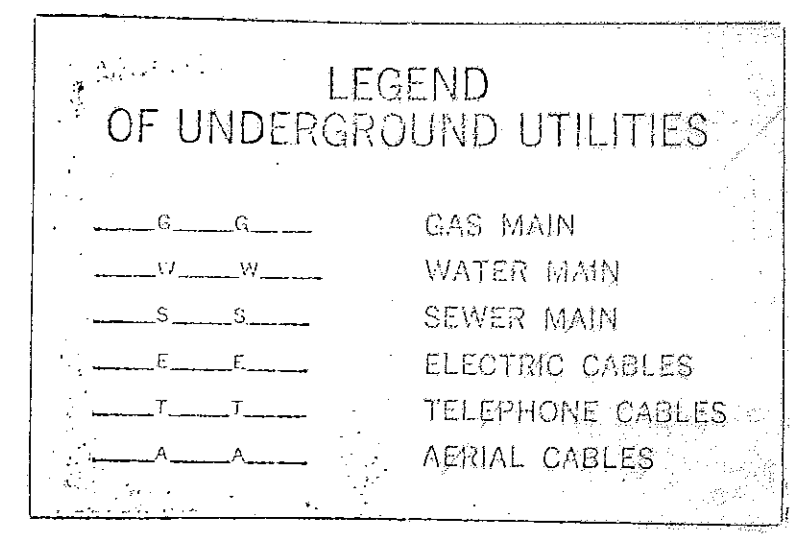 LEGEND
OF UNDERGROUND UTILITIES
G G GAS MAIN
W W WATER MAIN
S S SEWER MAIN
E E ELECTRIC CABLES
T T TELEPHONE CABLES
A A AERIAL CABLES